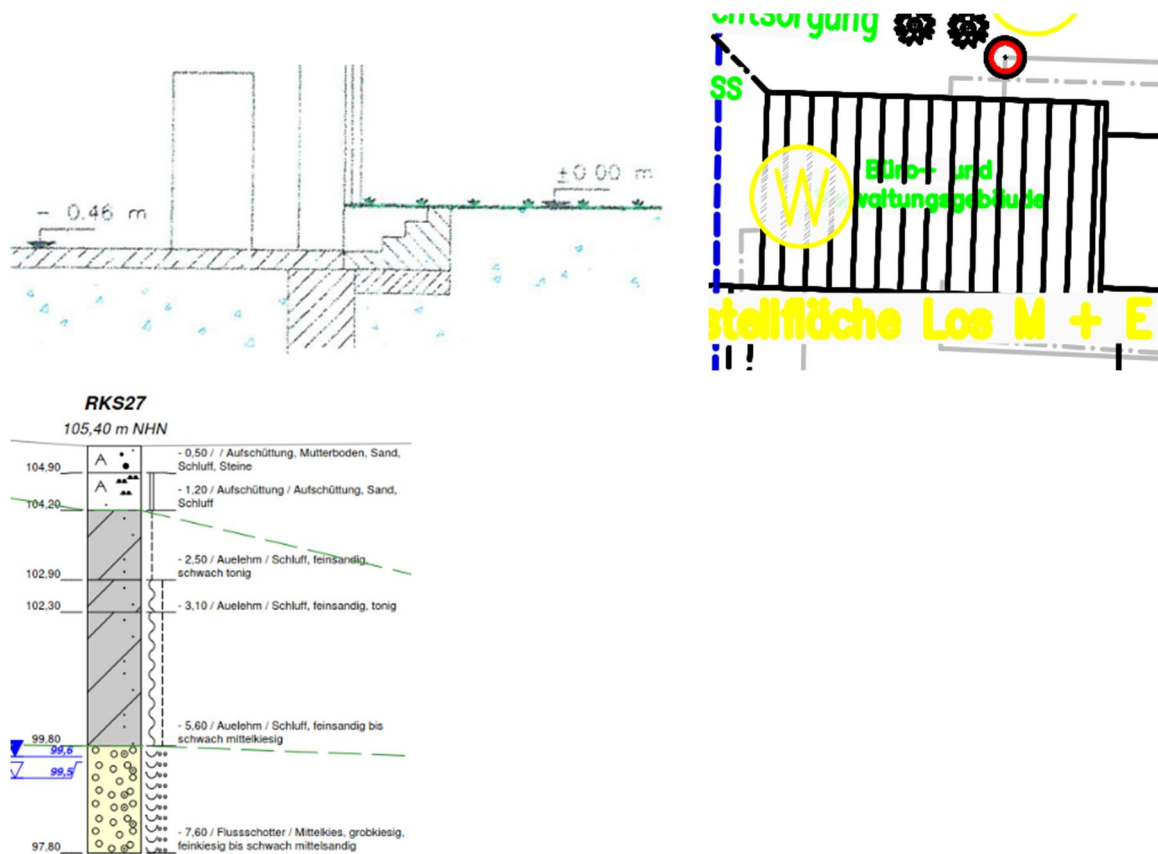 - 0.46 m
±0.00 m
entsorgung
ss
W
Büro- und
waltungsgebäude
stellfläche Los M + E
RKS27
105,40 m NHN
- 0,50 / / Aufschüttung, Mutterboden, Sand,
Schluff, Steine
104,90
A
- 1,20 / Aufschüttung / Aufschüttung, Sand,
Schluff
A
104,20
- 2,50 / Auelehm / Schluff, feinsandig,
schwach tonig
102,90
- 3,10 / Auelehm / Schluff, feinsandig, tonig
102,30
- 5,60 / Auelehm / Schluff, feinsandig bis
schwach mittelkiesig
99,80
99,6
99,5
- 7,60 / Flussschotter / Mittelkies, grobkiesig,
feinkiesig bis schwach mittelsandig
97,80